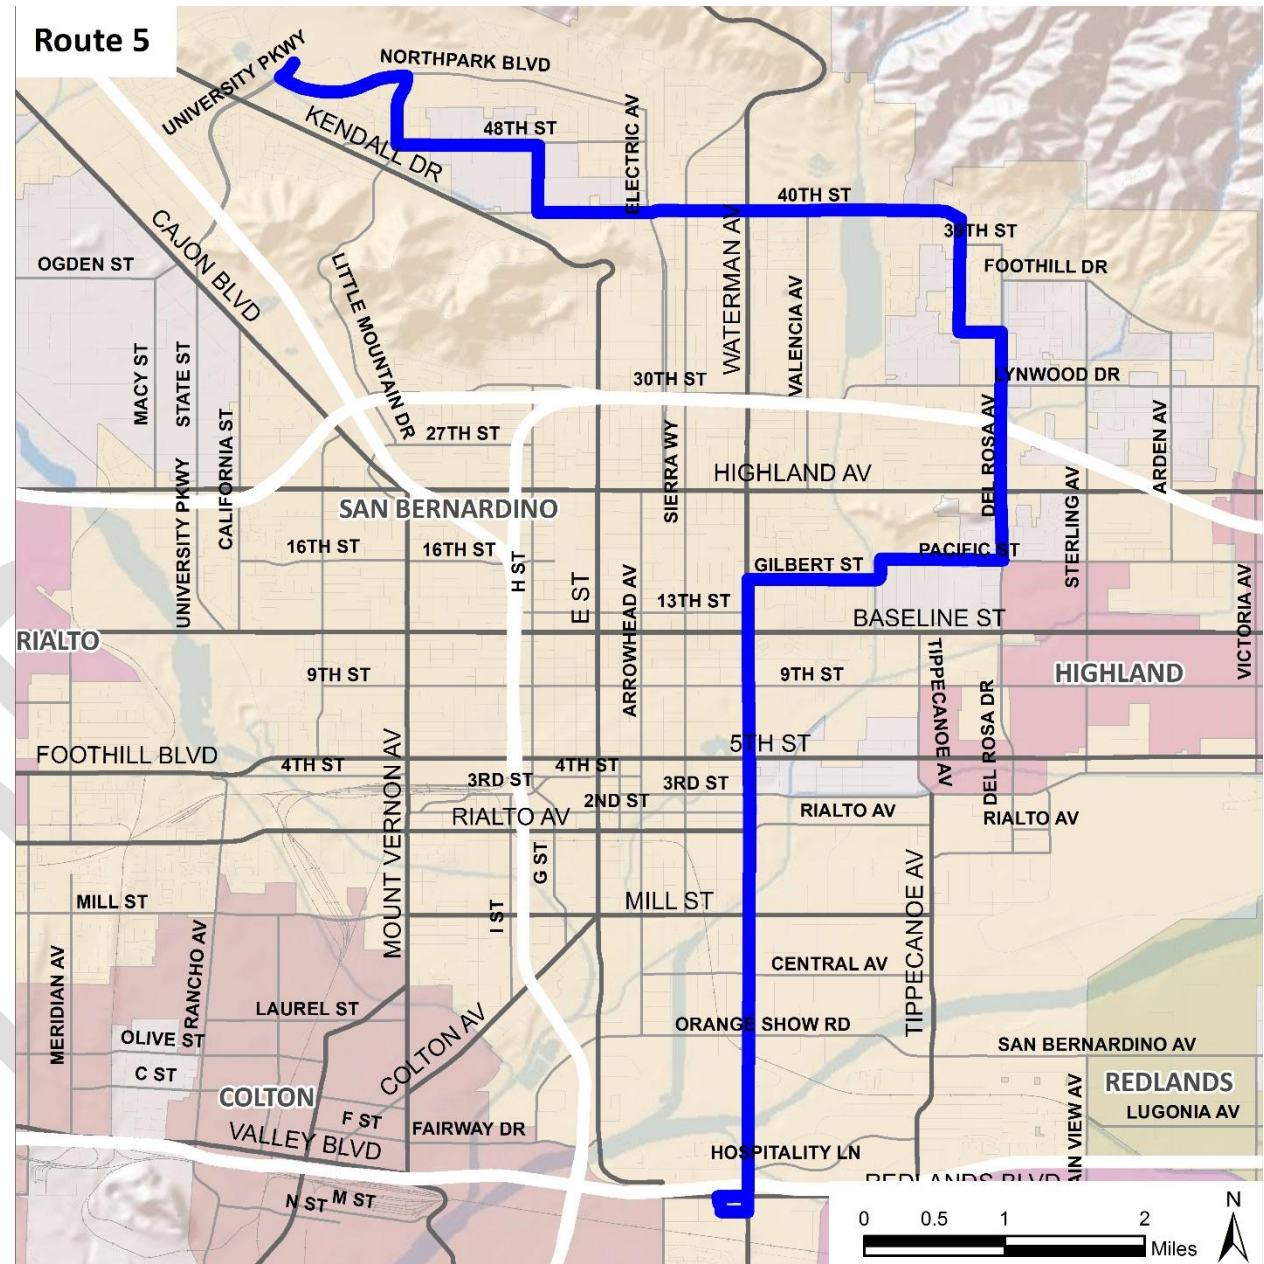 Route 5
UNIVERSITY PKWY
NORTHPARK BLVD
KENDALL DR
48TH ST
ELECTRIC AV
40TH ST
39TH ST
WATERMAN AV
CAJON BLVD
OGDEN ST
FOOTHILL DR
LITTLE MOUNTAIN DR
VALENCIA AV
MACY ST
STATE ST
30TH ST
LYNWOOD DR
CALIFORNIA ST
27TH ST
SIERRA WY
DEL ROSA AV
ARDEN AV
HIGHLAND AV
UNIVERSITY PKWY
SAN BERNARDINO
STERLING AV
16TH ST
16TH ST
H ST
PACIFIC ST
GILBERT ST
E ST
ARROWHEAD AV
13TH ST
BASELINE ST
VICTORIA AV
RIALTO
9TH ST
9TH ST
TIPPECANOE AV
HIGHLAND
DEL ROSA DR
5TH ST
FOOTHILL BLVD
MOUNT VERNON AV
4TH ST
4TH ST
3RD ST
3RD ST
2ND ST
RIALTO AV
RIALTO AV
RIALTO AV
G ST
TIPPECANOE AV
MILL ST
MILL ST
I ST
RANCHO AV
MERIDIAN AV
CENTRAL AV
LAUREL ST
COLTON AV
ORANGE SHOW RD
OLIVE ST
SAN BERNARDINO AV
C ST
COLTON
REDLANDS
AIN VIEW AV
LUGONIA AV
F ST
FAIRWAY DR
VALLEY BLVD
HOSPITALITY LN
REDLANDS BLVD
N ST
M ST
N
0 0.5 1 2
Miles